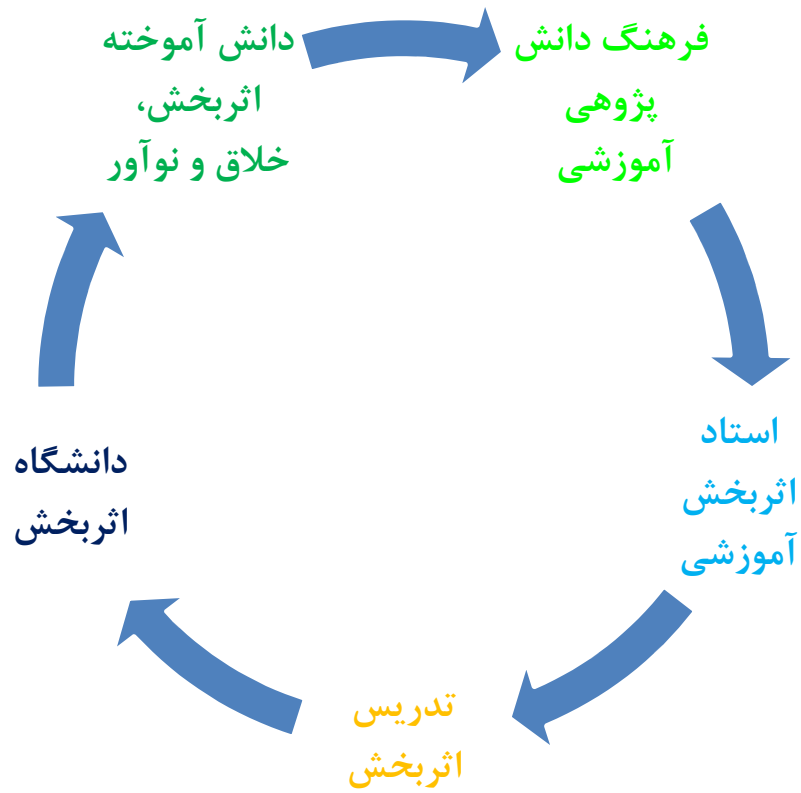 فرهنگ دانش
پژوهی
آموزشی
استاد
اثربخش
آموزشی
تدریس
اثربخش
دانشگاه
اثربخش
دانش آموخته
اثربخش،
خلاق و نوآور